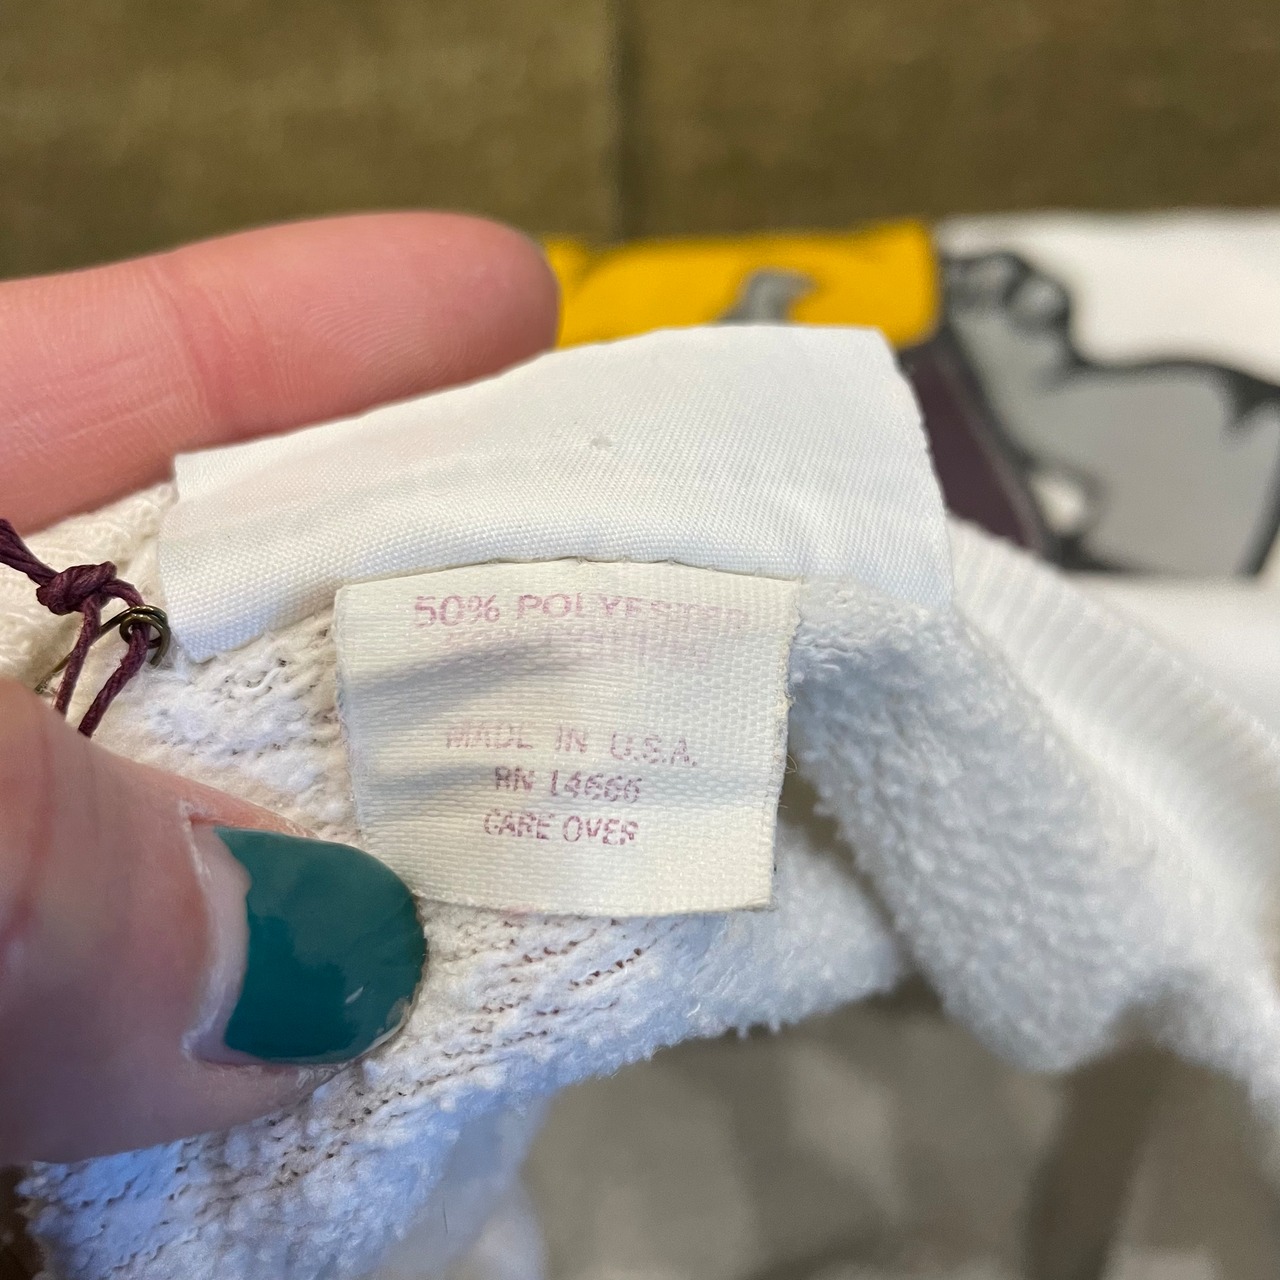 50% POLYESTER
MADE IN U.S.A.
RN 14666
CARE OVER